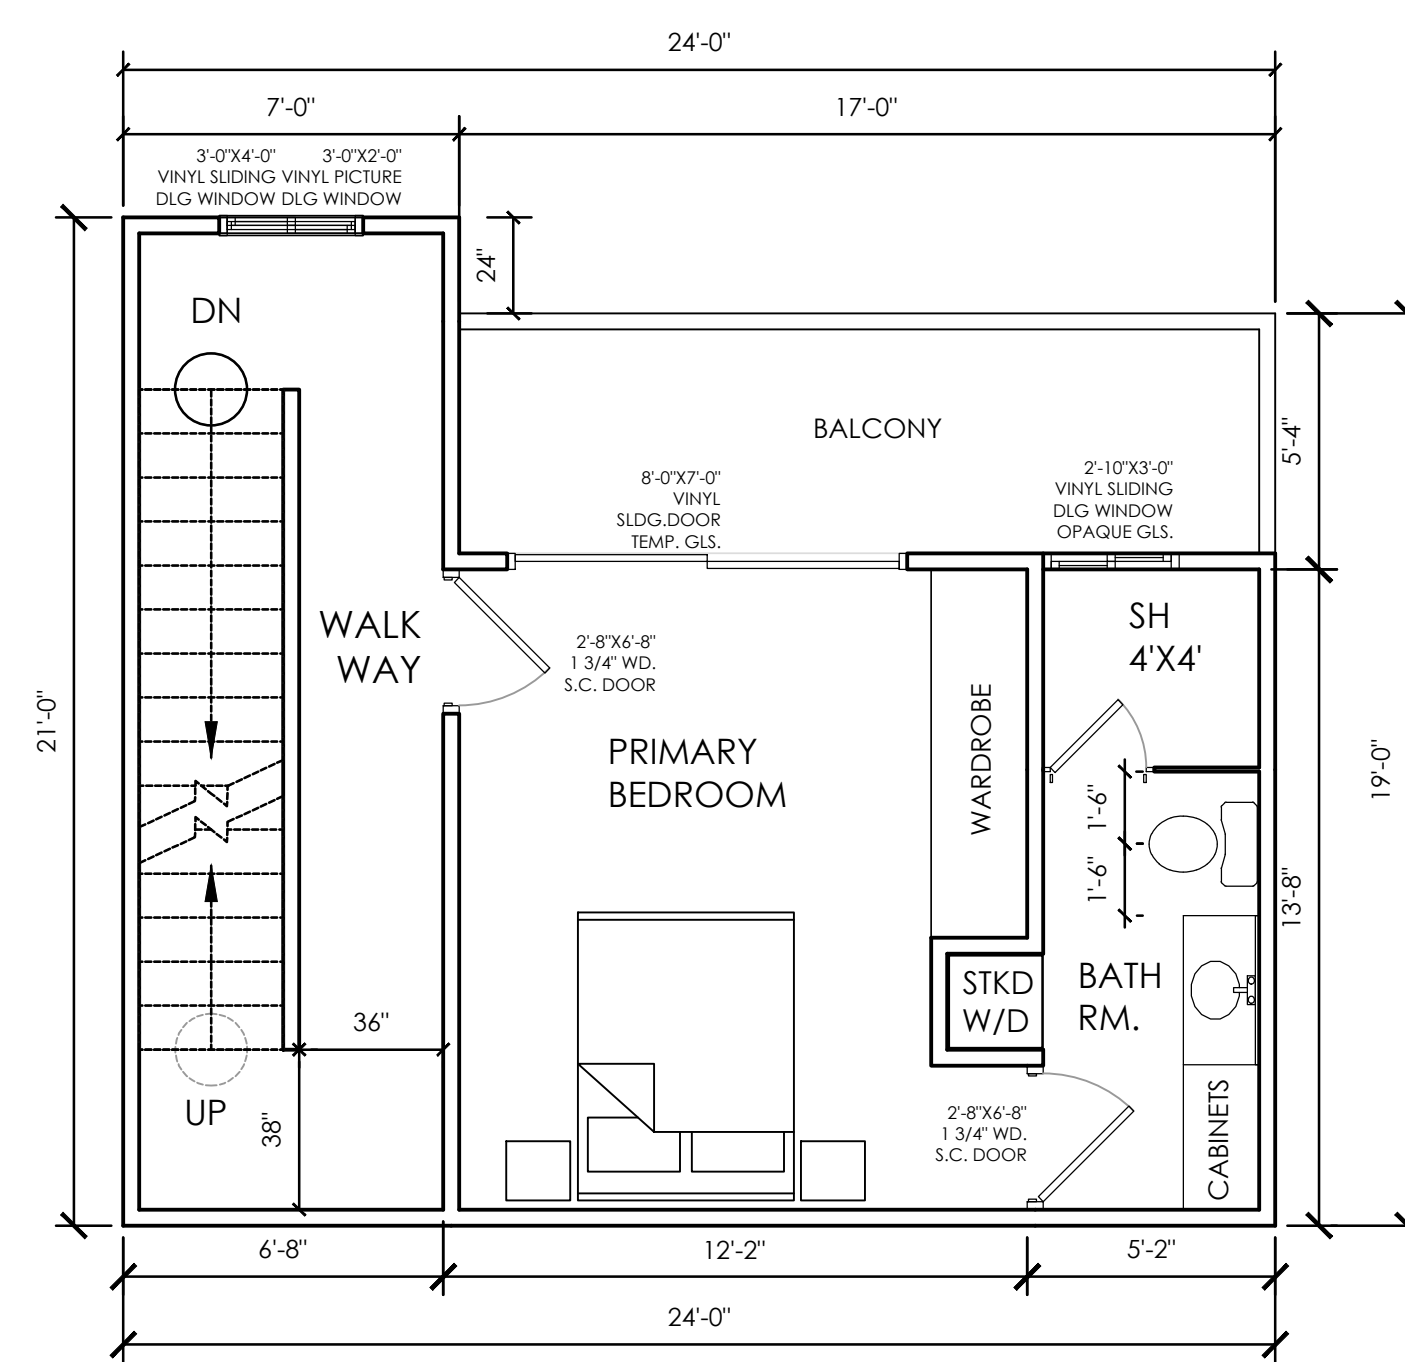 24'-0"
7'-0"
17'-0"
3'-0"X4'-0"
VINYL SLIDING
DLG WINDOW
3'-0"X2'-0"
VINYL PICTURE
DLG WINDOW
24"
DN
BALCONY
5'-4"
8'-0"X7'-0"
VINYL
SLDG.DOOR
TEMP. GLS.
2'-10"X3'-0"
VINYL SLIDING
DLG WINDOW
OPAQUE GLS.
WALK
WAY
2'-8"X6'-8"
1 3/4" WD.
S.C. DOOR
SH
4'X4'
21'-0"
PRIMARY
BEDROOM
WARDROBE
1'-6"
1'-6"
19'-0"
13'-8"
STKD
W/D
BATH
RM.
36"
UP
38"
2'-8"X6'-8"
1 3/4" WD.
S.C. DOOR
CABINETS
6'-8"
12'-2"
5'-2"
24'-0"